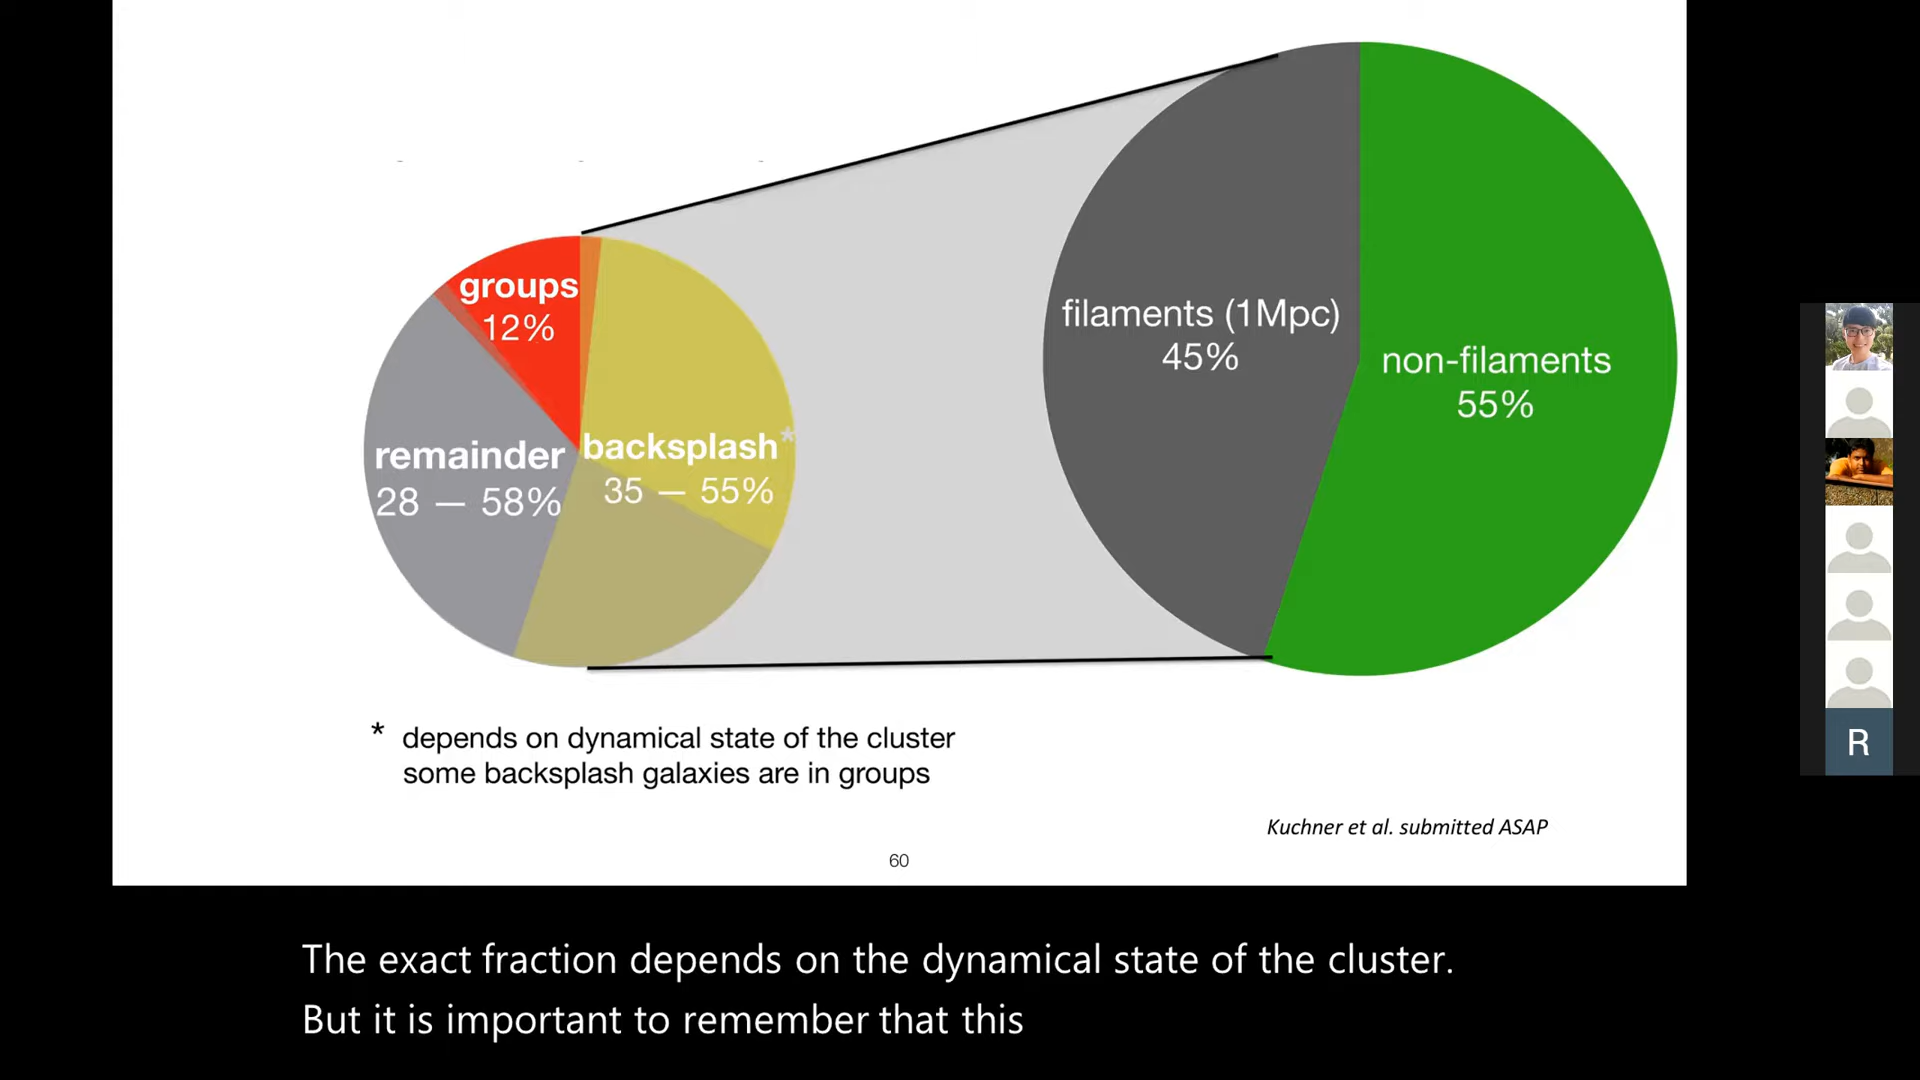 groups
12%
remainder
28 — 58%
backsplash*
35 — 55%
filaments (1Mpc)
45%
non-filaments
55%
* depends on dynamical state of the cluster
some backsplash galaxies are in groups
Kuchner et al. submitted ASAP
60
R
The exact fraction depends on the dynamical state of the cluster.
But it is important to remember that this